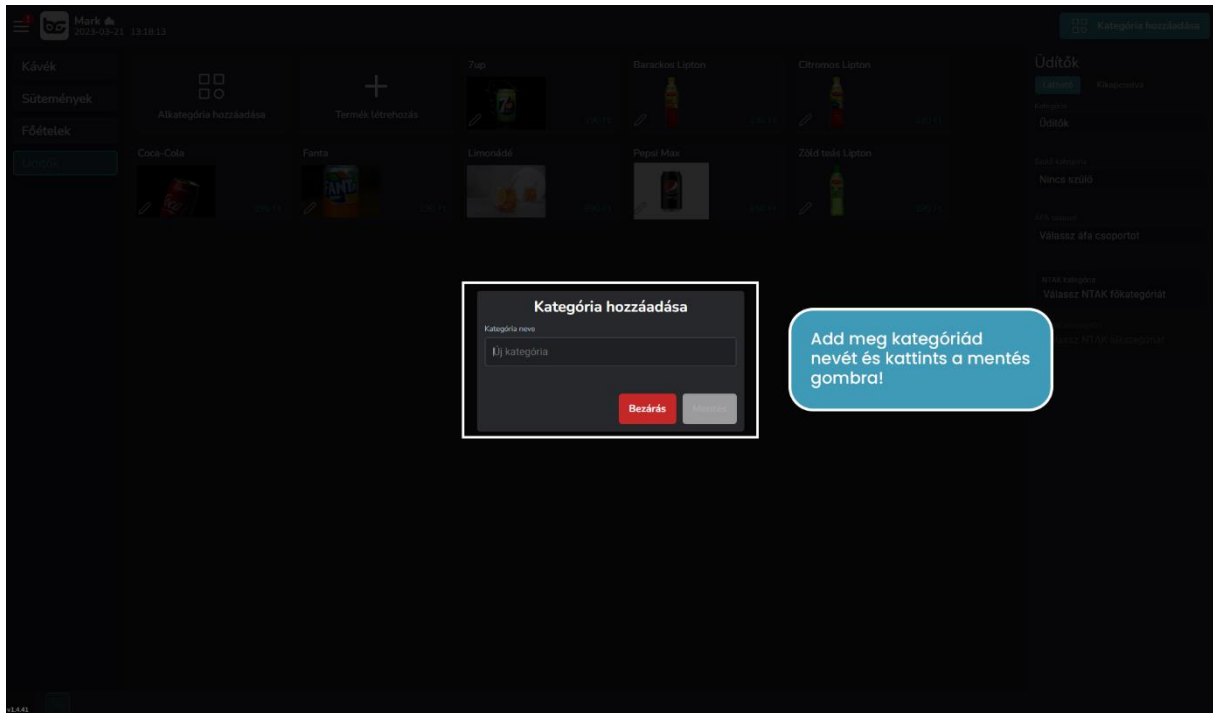 Mark
2023-03-21 13:18:13
Kategória hozzáadása
Kávék
Sütemények
Főételek
Üdítők
Alkategória hozzáadása
Termék létrehozás
7up
Barackos Lipton
Citromos Lipton
Coca-Cola
Fanta
Limonádé
Pepsi Max
Zöld teás Lipton
Üdítők
Látható
Kikapcsolva
Kategória
Üdítők
Szülő kategória
Nincs szülő
Válassz áfa csoportot
NTAK kategória
Válassz NTAK főkategóriát
Kategória hozzáadása
Kategória neve
Új kategória
Bezárás
Mentés
Add meg kategóriád
nevét és kattints a mentés
gombra!
v1.4.41